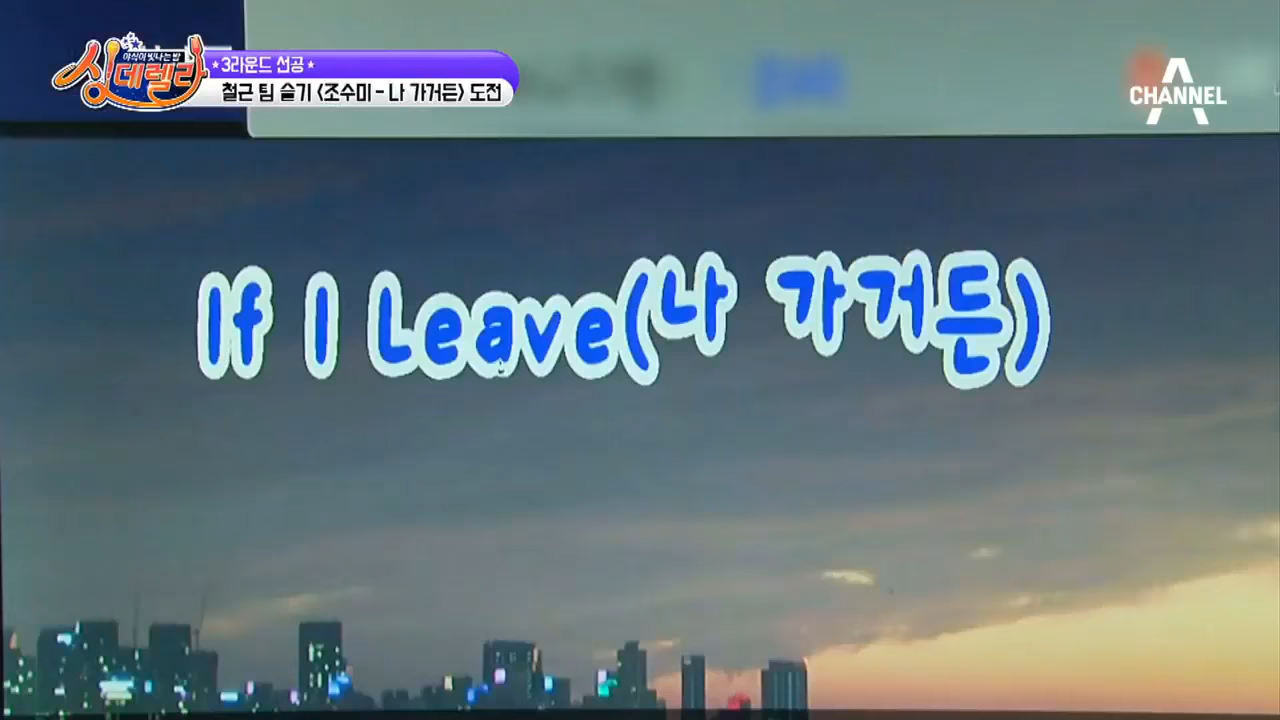 야식이 빛나는 밤
싱데렐라
3라운드 선공
철근 팀 슬기 <조수미 - 나 가거든> 도전
CHANNEL A
If I Leave(나 가거든)